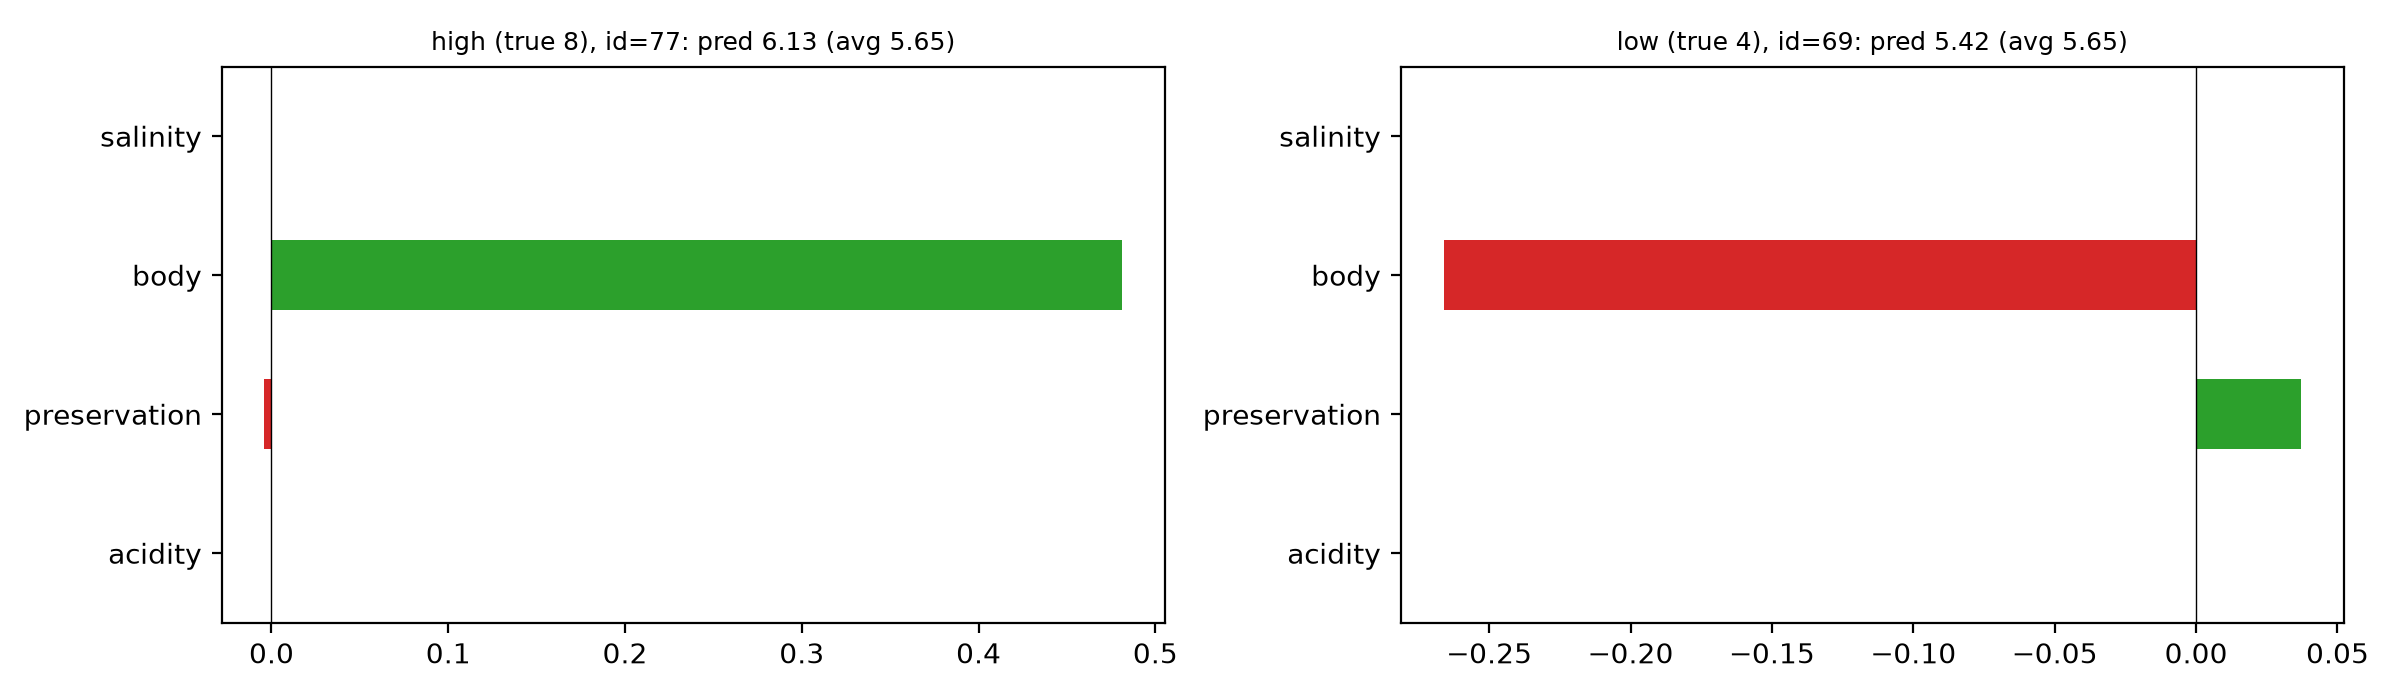 high (true 8), id=77: pred 6.13 (avg 5.65)
salinity
body
preservation
acidity
0.0 0.1 0.2 0.3 0.4 0.5
low (true 4), id=69: pred 5.42 (avg 5.65)
salinity
body
preservation
acidity
−0.25 −0.20 −0.15 −0.10 −0.05 0.00 0.05